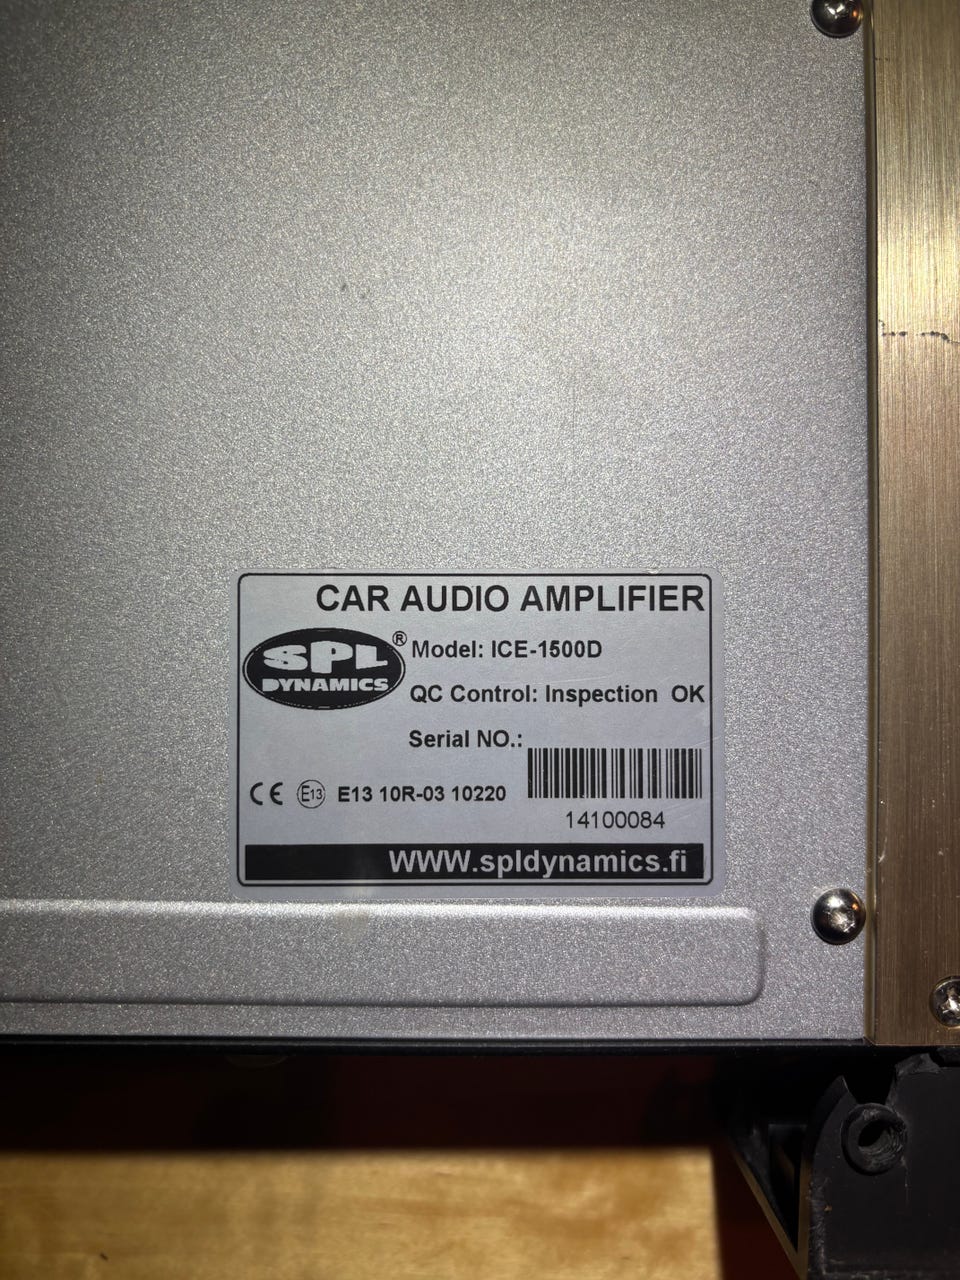 CAR AUDIO AMPLIFIER
SPL
DYNAMICS
®
Model: ICE-1500D
QC Control: Inspection OK
Serial NO.:
CE E13 E13 10R-03 10220
14100084
WWW.spldynamics.fi